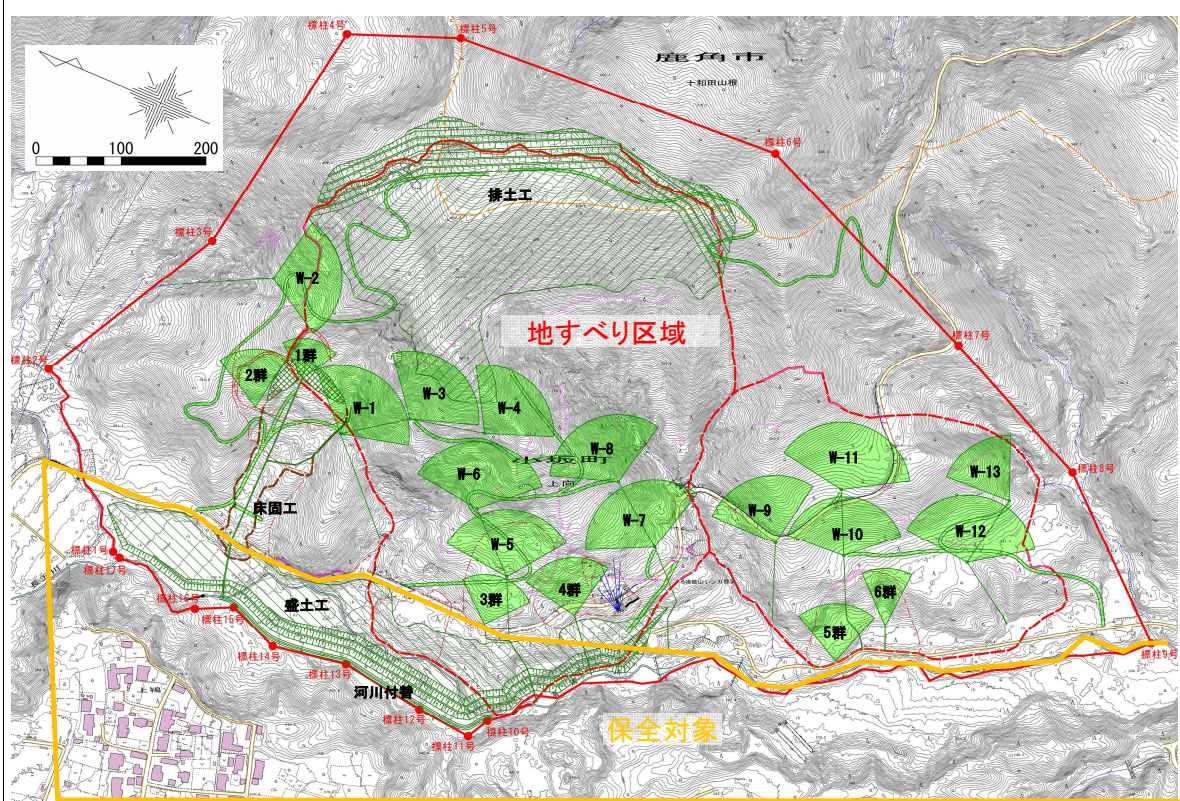 標柱4号
標柱5号
鹿角市
十和田山根
0 100 200
標柱6号
排土工
標柱3号
W-2
地すべり区域
標柱7号
標柱2号
1群
2群
W-1
W-3
W-4
W-8
小坂町
上向
W-6
W-11
W-13
標柱8号
床固工
W-7
W-9
W-10
W-12
W-5
標柱1号
標柱17号
4群
3群
6群
標柱16号
標柱15号
盛土工
5群
標柱14号
標柱13号
標柱9号
河川付替
上鴇
標柱12号
標柱10号
標柱11号
保全対象